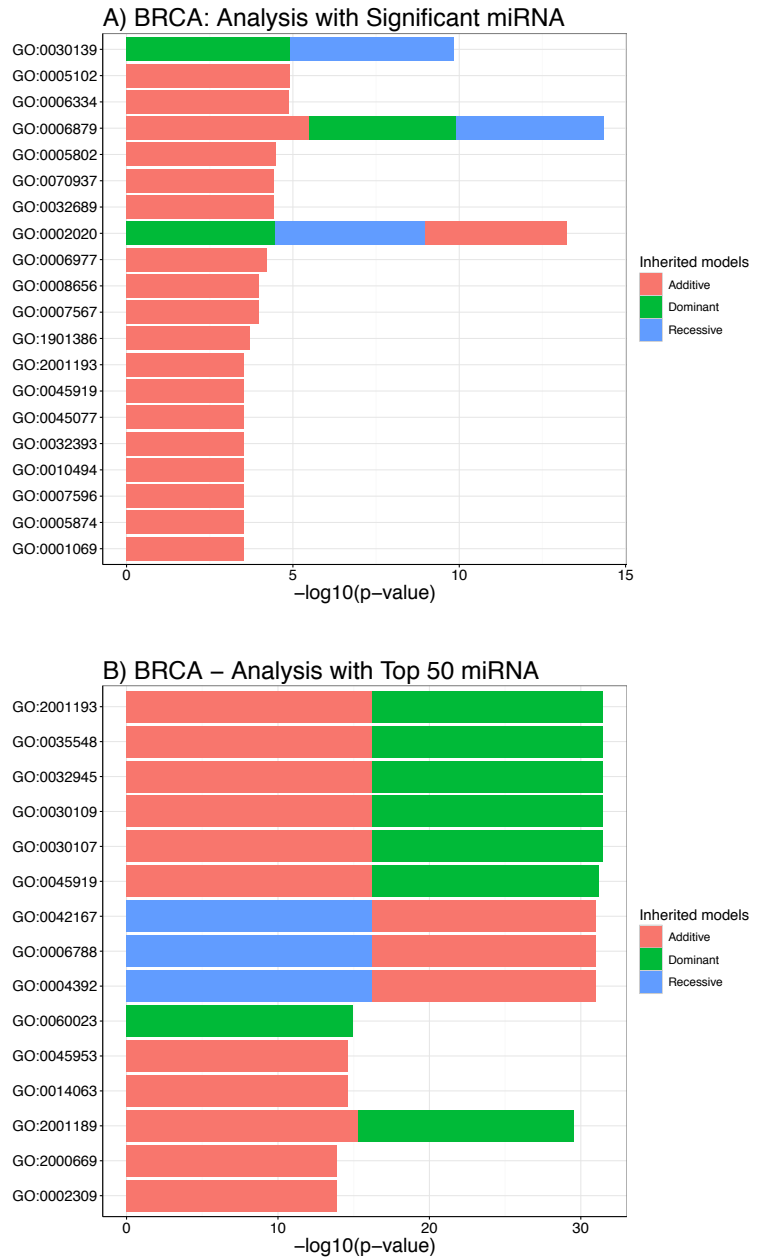 A) BRCA: Analysis with Significant miRNA
GO:0030139
GO:0005102
GO:0006334
GO:0006879
GO:0005802
GO:0070937
GO:0032689
GO:0002020
GO:0006977
GO:0008656
GO:0007567
GO:1901386
GO:2001193
GO:0045919
GO:0045077
GO:0032393
GO:0010494
GO:0007596
GO:0005874
GO:0001069
0 5 10 15
−log10(p−value)
Inherited models
Additive
Dominant
Recessive
B) BRCA − Analysis with Top 50 miRNA
GO:2001193
GO:0035548
GO:0032945
GO:0030109
GO:0030107
GO:0045919
GO:0042167
GO:0006788
GO:0004392
GO:0060023
GO:0045953
GO:0014063
GO:2001189
GO:2000669
GO:0002309
0 10 20 30
−log10(p−value)
Inherited models
Additive
Dominant
Recessive